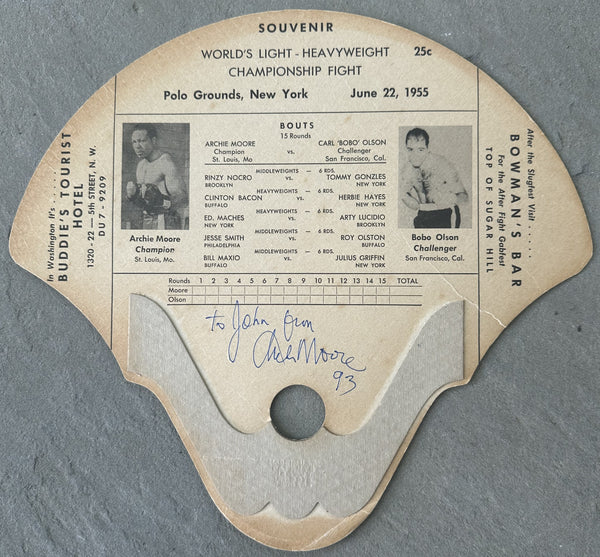 SOUVENIR
WORLD'S LIGHT - HEAVYWEIGHT 25c
CHAMPIONSHIP FIGHT
Polo Grounds, New York June 22, 1955
In Washington it's . . . .
BUDDIE'S TOURIST
HOTEL
1320 - 22 — 5th STREET, N. W.
DU 7 - 9209
Archie Moore
Champion
St. Louis, Mo.
BOUTS
15 Rounds
ARCHIE MOORE CARL 'BOBO' OLSON
Champion vs. Challenger
St. Louis, Mo San Francisco, Cal.
MIDDLEWEIGHTS — 6 RDS.
RINZY NOCRO vs. TOMMY GONZLES
BROOKLYN NEW YORK
HEAVYWEIGHTS — 6 RDS.
CLINTON BACON vs. HERBIE HAYES
BUFFALO NEW YORK
HEAVYWEIGHTS — 6 RDS.
ED. MACHES vs. ARTY LUCIDIO
NEW YORK BROOKLYN
MIDDLEWEIGHTS — 6 RDS.
JESSE SMITH vs. ROY OLSTON
PHILADELPHIA BUFFALO
MIDDLEWEIGHTS — 6 RDS.
BILL MAXIO vs. JULIUS GRIFFIN
BUFFALO NEW YORK
Bobo Olson
Challenger
San Francisco, Cal.
After the Slugfest Visit . . . . .
BOWMAN'S BAR
For the After Fight Gabfest
TOP OF SUGAR HILL
Rounds 1 2 3 4 5 6 7 8 9 10 11 12 13 14 15 TOTAL
Moore
Olson
to John from
Archie Moore
93